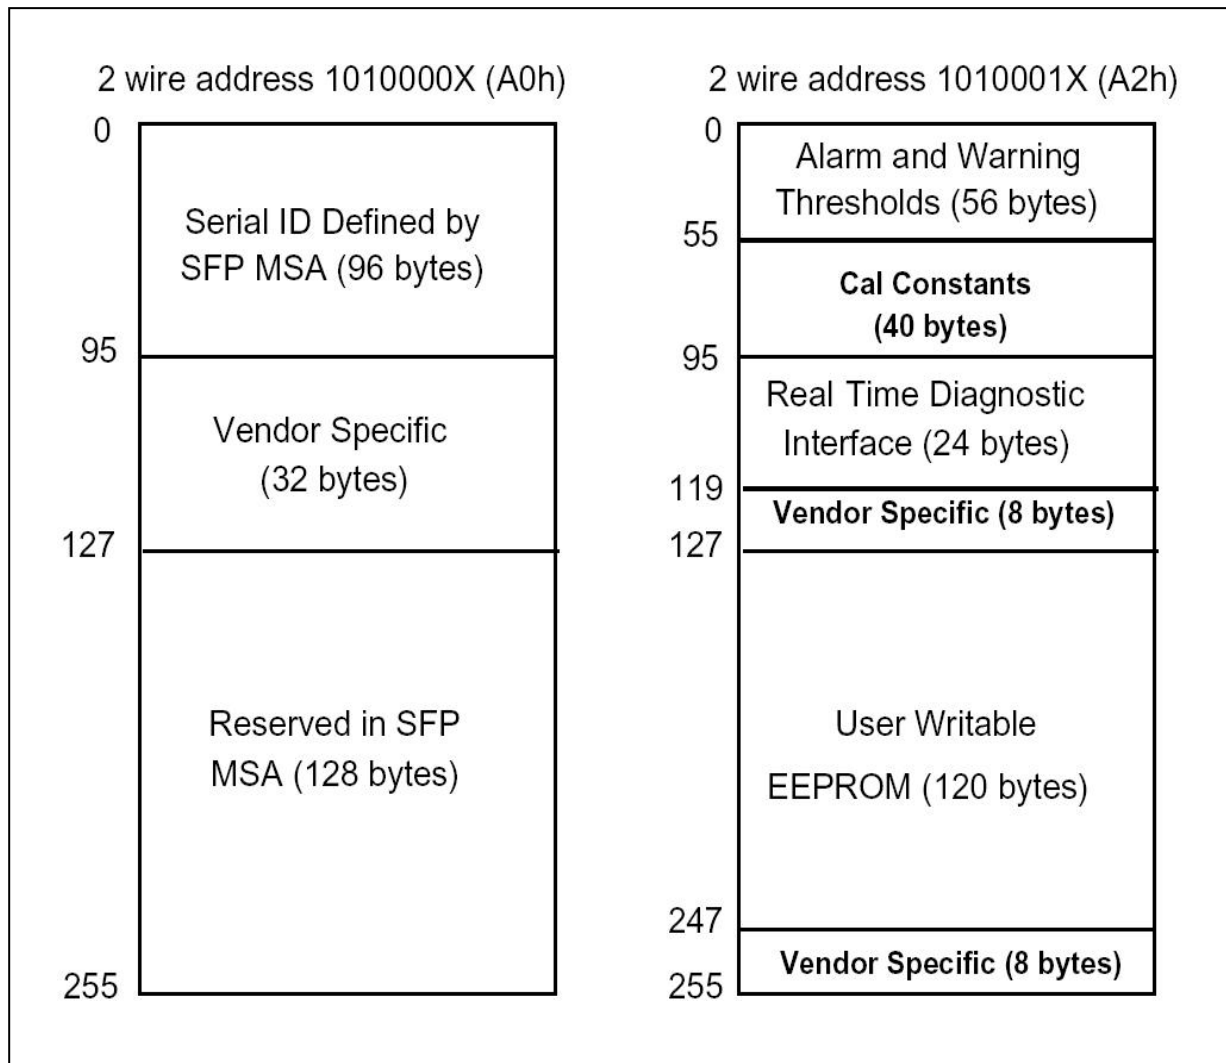 2 wire address 1010000X (A0h)
0
Serial ID Defined by
SFP MSA (96 bytes)
95
Vendor Specific
(32 bytes)
127
Reserved in SFP
MSA (128 bytes)
255
2 wire address 1010001X (A2h)
0
Alarm and Warning
Thresholds (56 bytes)
55
Cal Constants
(40 bytes)
95
Real Time Diagnostic
Interface (24 bytes)
119
Vendor Specific (8 bytes)
127
User Writable
EEPROM (120 bytes)
247
Vendor Specific (8 bytes)
255